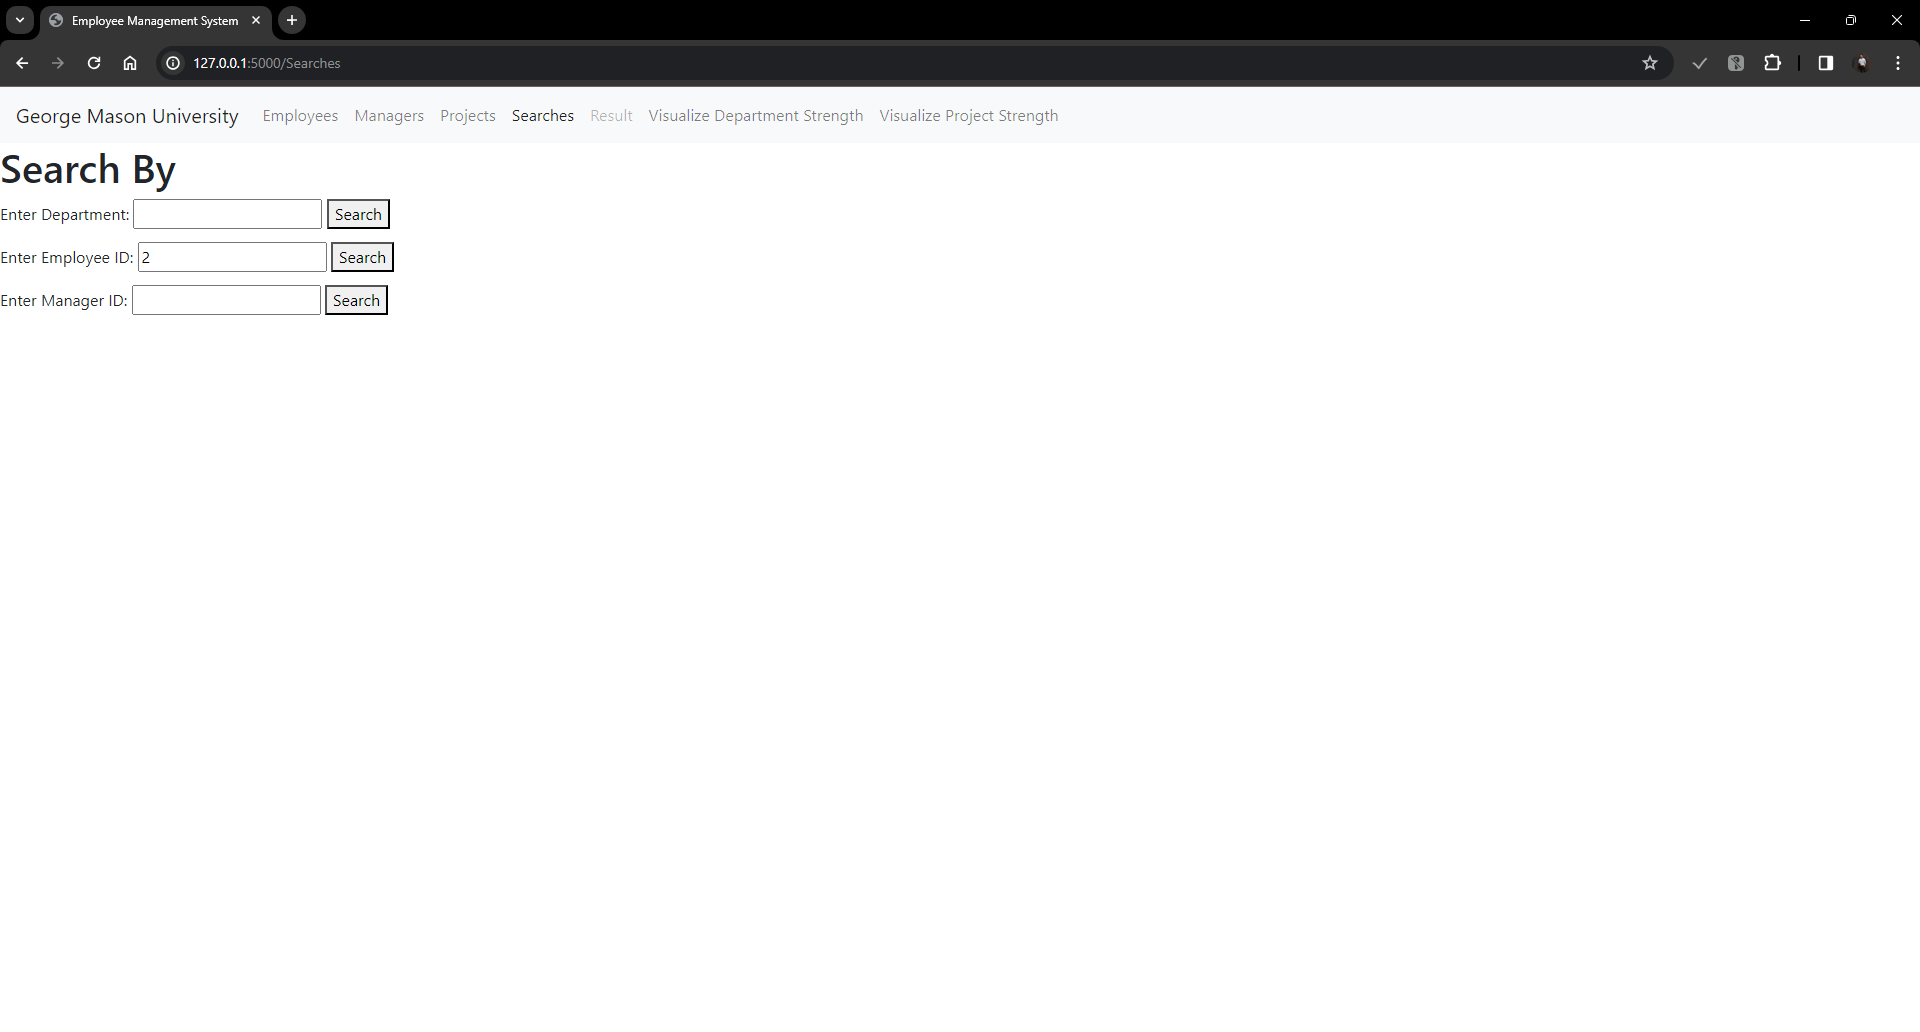 Employee Management System
127.0.0.1:5000/Searches
George Mason University Employees Managers Projects Searches Result Visualize Department Strength Visualize Project Strength
Search By
Enter Department: Search
Enter Employee ID: 2 Search
Enter Manager ID: Search